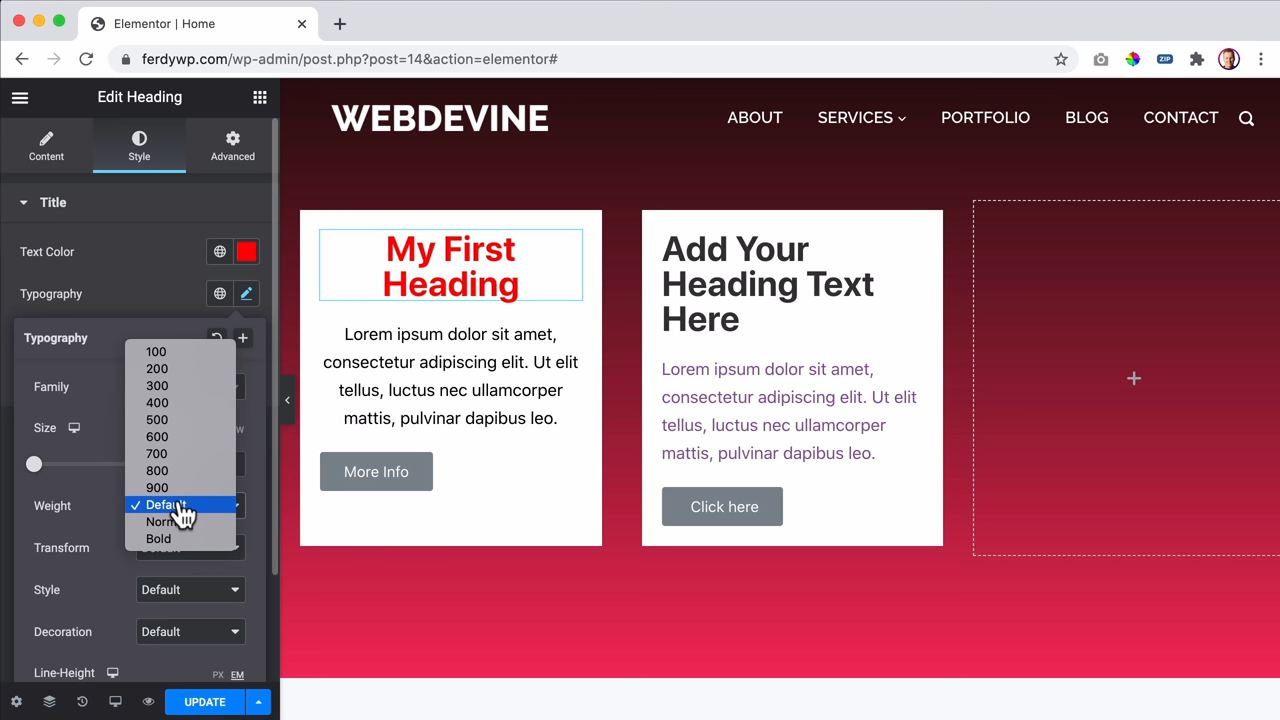 Elementor | Home
ferdywp.com/wp-admin/post.php?post=14&action=elementor#
ZIP
Edit Heading
Content
Style
Advanced
Title
Text Color
Typography
Typography
Family
Size
Weight
Transform
Style
Default
Decoration
Default
Line-Height
PX EM
100
200
300
400
500
600
700
800
900
Default
Bold
UPDATE
WEBDEVINE
ABOUT
SERVICES
PORTFOLIO
BLOG
CONTACT
My First
Heading
Lorem ipsum dolor sit amet,
consectetur adipiscing elit. Ut elit
tellus, luctus nec ullamcorper
mattis, pulvinar dapibus leo.
More Info
Add Your
Heading Text
Here
Lorem ipsum dolor sit amet,
consectetur adipiscing elit. Ut elit
tellus, luctus nec ullamcorper
mattis, pulvinar dapibus leo.
Click here